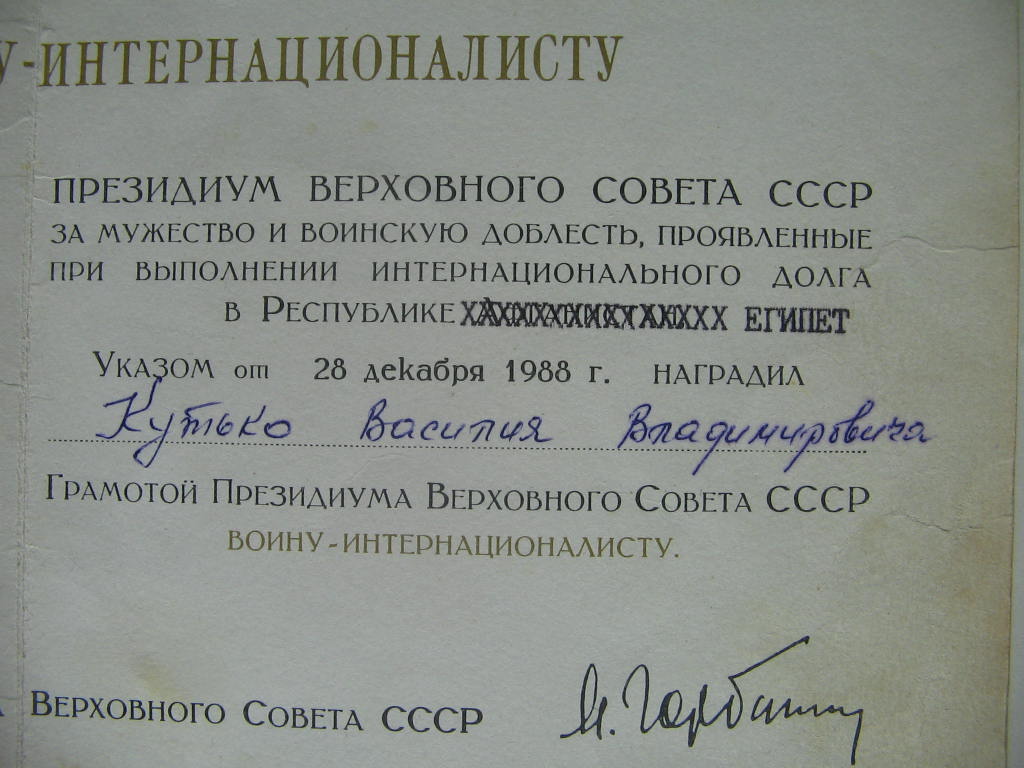 У-ИНТЕРНАЦИОНАЛИСТУ
ПРЕЗИДИУМ ВЕРХОВНОГО СОВЕТА СССР
ЗА МУЖЕСТВО И ВОИНСКУЮ ДОБЛЕСТЬ, ПРОЯВЛЕННЫЕ
ПРИ ВЫПОЛНЕНИИ ИНТЕРНАЦИОНАЛЬНОГО ДОЛГА
В РЕСПУБЛИКЕ ЕГИПЕТ
УКАЗОМ от 28 декабря 1988 г. НАГРАДИЛ
Кутько Василия Владимировича
ГРАМОТОЙ ПРЕЗИДИУМА ВЕРХОВНОГО СОВЕТА СССР
ВОИНУ-ИНТЕРНАЦИОНАЛИСТУ.
ВЕРХОВНОГО СОВЕТА СССР
М. Горбачев